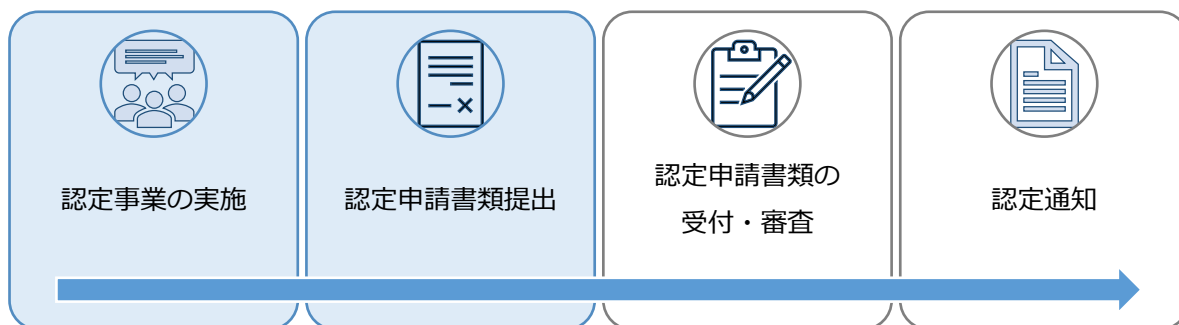 認定事業の実施
認定申請書類提出
認定申請書類の
受付・審査
認定通知